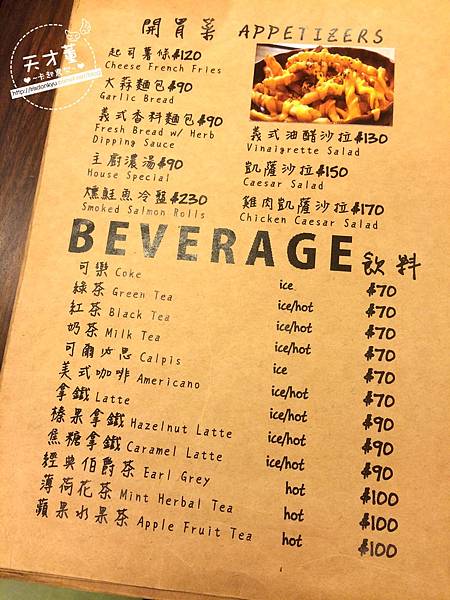 天才董
開胃菜 APPETIZERS
起司薯條$120
Cheese French Fries
大蒜麵包$90
Garlic Bread
義式香料麵包$90
Fresh Bread w/ Herb
Dipping Sauce
主廚濃湯$90
House Special
燻鮭魚冷盤$230
Smoked Salmon Rolls
義式油醋沙拉$130
Vinaigrette Salad
凱薩沙拉$150
Caesar Salad
雞肉凱薩沙拉$170
Chicken Caesar Salad
BEVERAGE 飲料
可樂 Coke ice $70
綠茶 Green Tea ice/hot $70
紅茶 Black Tea ice/hot $70
奶茶 Milk Tea ice/hot $70
可爾必思 Calpis ice $70
美式咖啡 Americano ice/hot $70
拿鐵 Latte ice/hot $90
榛果拿鐵 Hazelnut Latte ice/hot $90
焦糖拿鐵 Caramel Latte ice/hot $90
經典伯爵茶 Earl Grey hot $100
薄荷花茶 Mint Herbal Tea hot $100
蘋果水果茶 Apple Fruit Tea hot $100